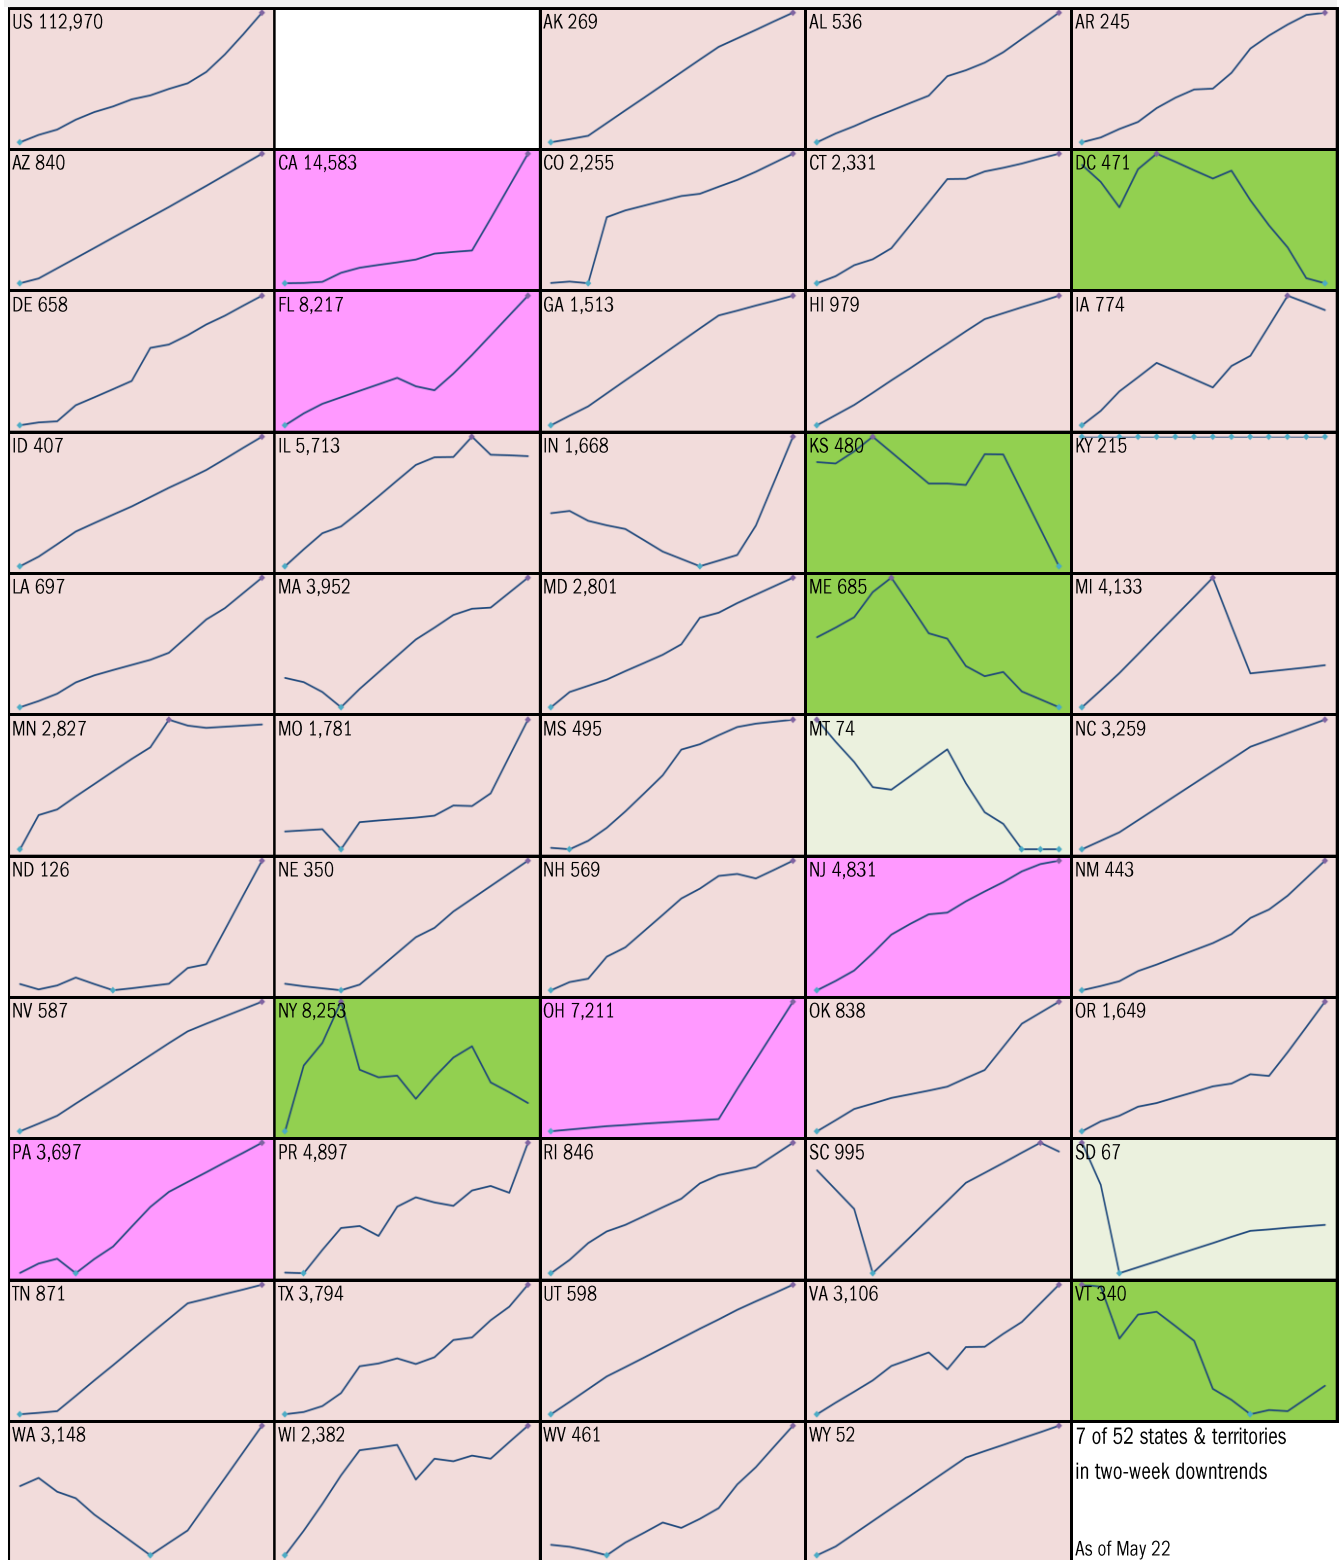 US 112,970
AK 269
AL 536
AR 245
AZ 840
CA 14,583
CO 2,255
CT 2,331
DC 471
DE 658
FL 8,217
GA 1,513
HI 979
IA 774
ID 407
IL 5,713
IN 1,668
KS 480
KY 215
LA 697
MA 3,952
MD 2,801
ME 685
MI 4,133
MN 2,827
MO 1,781
MS 495
MT 74
NC 3,259
ND 126
NE 350
NH 569
NJ 4,831
NM 443
NV 587
NY 8,253
OH 7,211
OK 838
OR 1,649
PA 3,697
PR 4,897
RI 846
SC 995
SD 67
TN 871
TX 3,794
UT 598
VA 3,106
VT 340
WA 3,148
WI 2,382
WV 461
WY 52
7 of 52 states & territories
in two-week downtrends
As of May 22